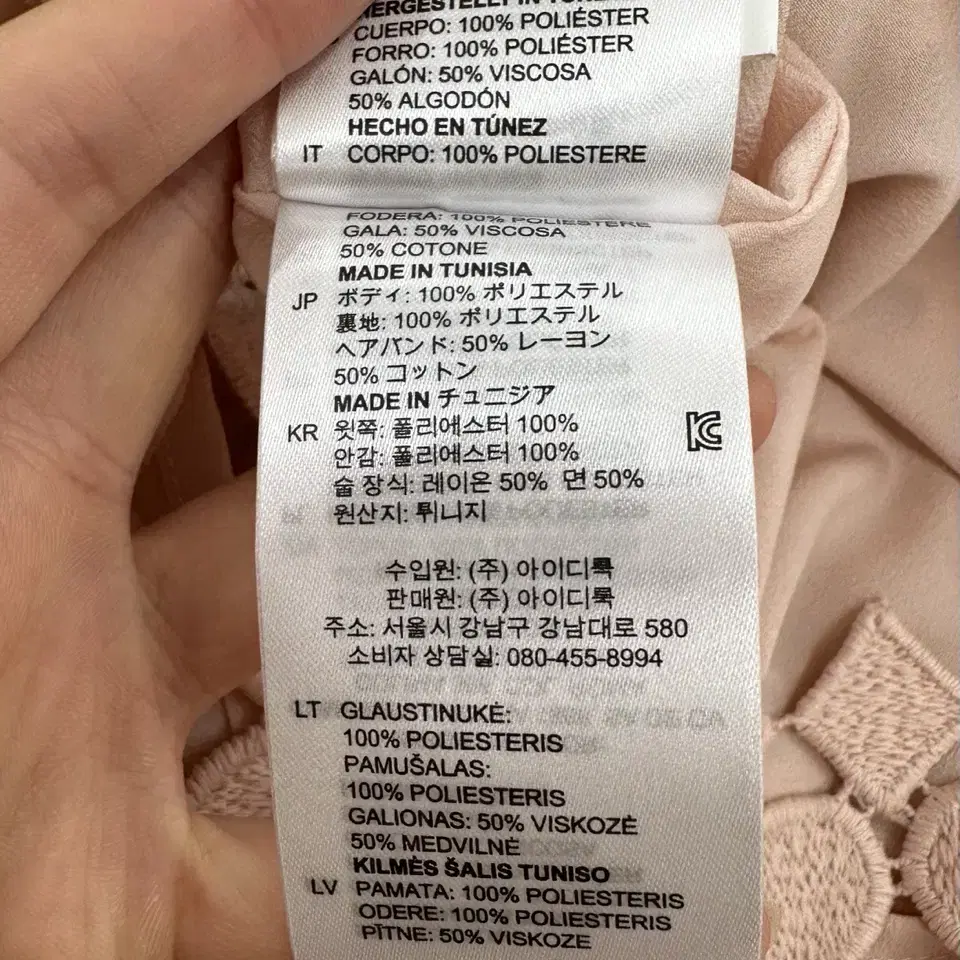 CUERPO: 100% POLIÉSTER
FORRO: 100% POLIÉSTER
GALÓN: 50% VISCOSA
50% ALGODÓN
HECHO EN TÚNEZ
IT CORPO: 100% POLIESTERE
FODERA: 100% POLIESTERE
GALA: 50% VISCOSA
50% COTONE
MADE IN TUNISIA
JP ボディ: 100% ポリエステル
裏地: 100% ポリエステル
ヘアバンド: 50% レーヨン
50% コットン
MADE IN チュニジア
KR 윗쪽: 폴리에스터 100%
안감: 폴리에스터 100%
술 장식: 레이온 50% 면 50%
원산지: 튀니지
수입원: (주) 아이디룩
판매원: (주) 아이디룩
주소: 서울시 강남구 강남대로 580
소비자 상담실: 080-455-8994
LT GLAUSTINUKĖ:
100% POLIESTERIS
PAMUŠALAS:
100% POLIESTERIS
GALIONAS: 50% VISKOZĖ
50% MEDVILNĖ
KILMĖS ŠALIS TUNISO
LV PAMATA: 100% POLIESTERIS
ODERE: 100% POLIESTERIS
PĪTNE: 50% VISKOZE